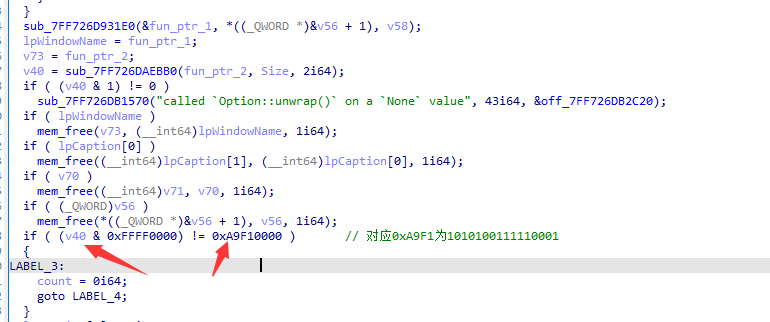 }
sub_7FF726D931E0(&fun_ptr_1, *((_QWORD *)&v56 + 1), v58);
lpWindowName = fun_ptr_1;
v73 = fun_ptr_2;
v40 = sub_7FF726DAEBB0(fun_ptr_2, Size, 2i64);
if ( (v40 & 1) != 0 )
sub_7FF726DB1570("called `Option::unwrap()` on a `None` value", 43i64, &off_7FF726DB2C20);
if ( lpWindowName )
mem_free(v73, (__int64)lpWindowName, 1i64);
if ( lpCaption[0] )
mem_free((__int64)lpCaption[1], (__int64)lpCaption[0], 1i64);
if ( v70 )
mem_free((__int64)v71, v70, 1i64);
if ( (_QWORD)v56 )
mem_free(*((_QWORD *)&v56 + 1), v56, 1i64);
if ( (v40 & 0xFFFF0000) != 0xA9F10000 ) // 对应0xA9F1为1010100111110001
{
LABEL_3:
count = 0i64;
goto LABEL_4;
}